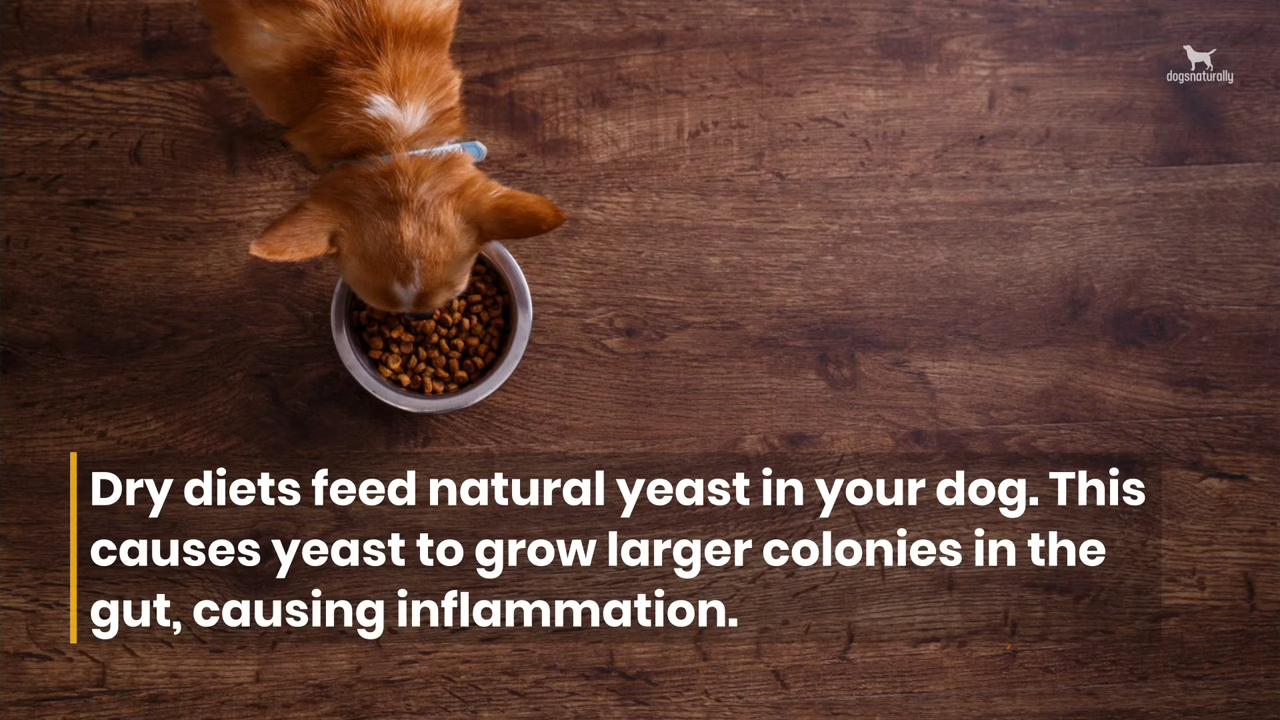 dogsnaturally
Dry diets feed natural yeast in your dog. This
causes yeast to grow larger colonies in the
gut, causing inflammation.